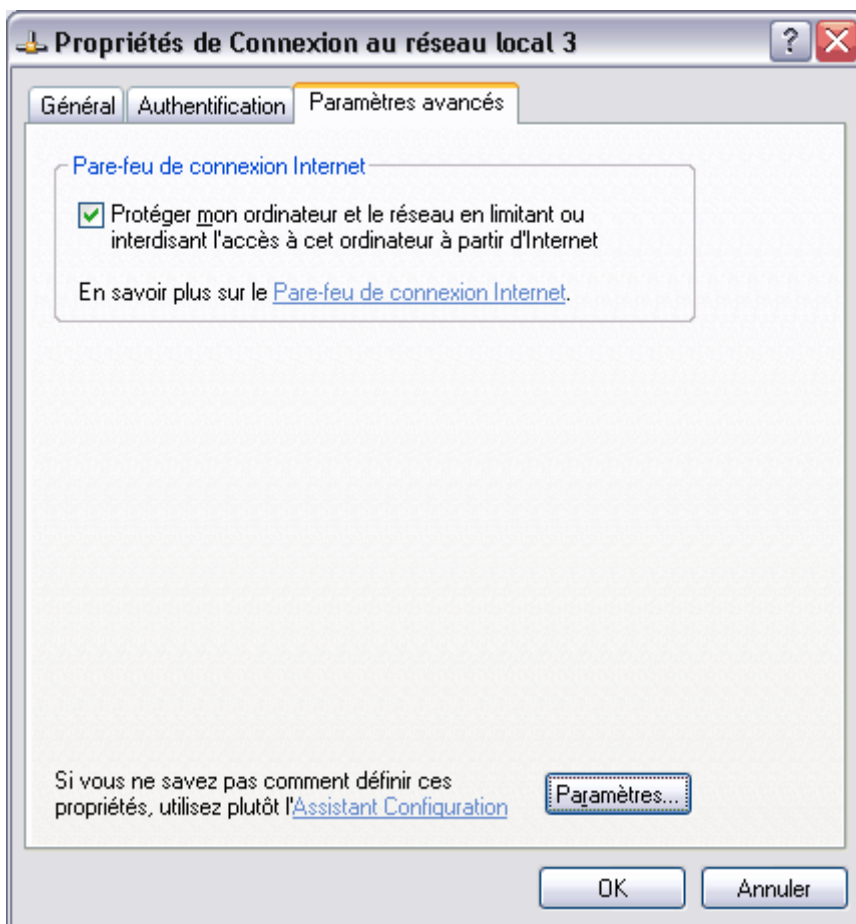 Propriétés de Connexion au réseau local 3
?
Général Authentification Paramètres avancés
Pare-feu de connexion Internet
Protéger mon ordinateur et le réseau en limitant ou
interdisant l'accès à cet ordinateur à partir d'Internet
En savoir plus sur le Pare-feu de connexion Internet.
Si vous ne savez pas comment définir ces
propriétés, utilisez plutôt l'Assistant Configuration
Paramètres...
OK Annuler